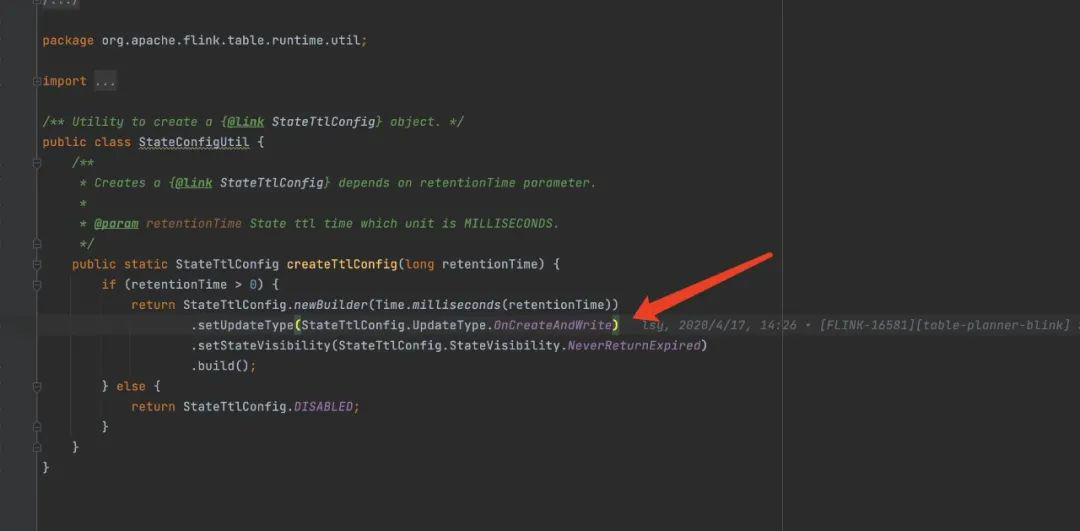 /.../
package org.apache.flink.table.runtime.util;
import ...
/** Utility to create a {@link StateTtlConfig} object. */
public class StateConfigUtil {
/**
* Creates a {@link StateTtlConfig} depends on retentionTime parameter.
*
* @param retentionTime State ttl time which unit is MILLISECONDS.
*/
public static StateTtlConfig createTtlConfig(long retentionTime) {
if (retentionTime > 0) {
return StateTtlConfig.newBuilder(Time.milliseconds(retentionTime))
.setUpdateType(StateTtlConfig.UpdateType.OnCreateAndWrite) lsy, 2020/4/17, 14:26 • [FLINK-16581][table-planner-blink]
.setStateVisibility(StateTtlConfig.StateVisibility.NeverReturnExpired)
.build();
} else {
return StateTtlConfig.DISABLED;
}
}
}